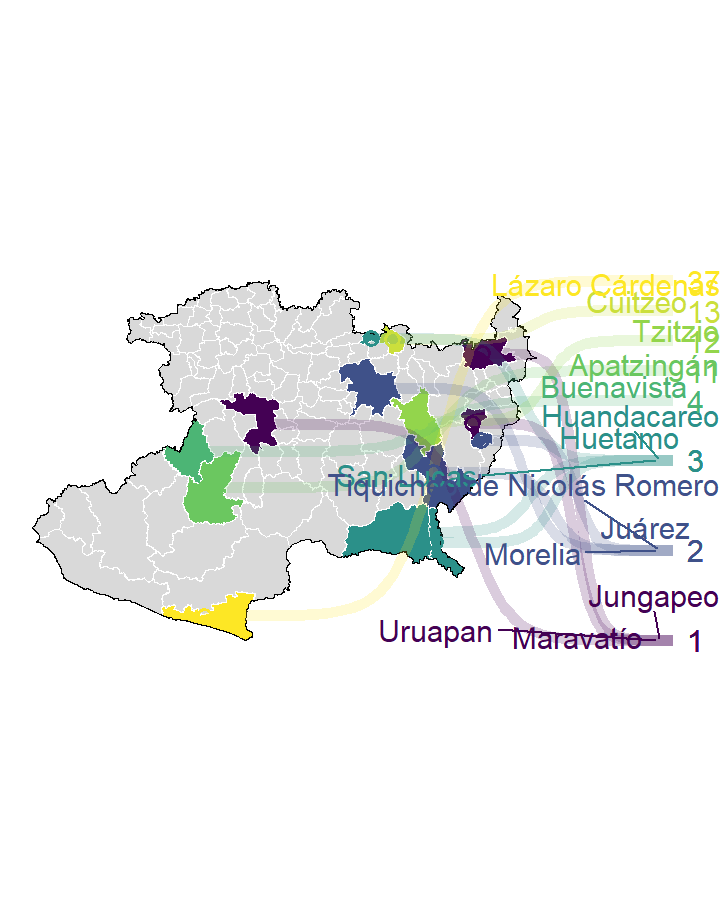 Lázaro Cárdenas 37
Cuitzeo 13
Tzitzio 12
Apatzingán 11
Buenavista 4
Huandacareo
Huetamo
San Lucas 3
Tiquicheo de Nicolás Romero
Juárez
Morelia 2
Jungapeo
Uruapan Maravatío 1